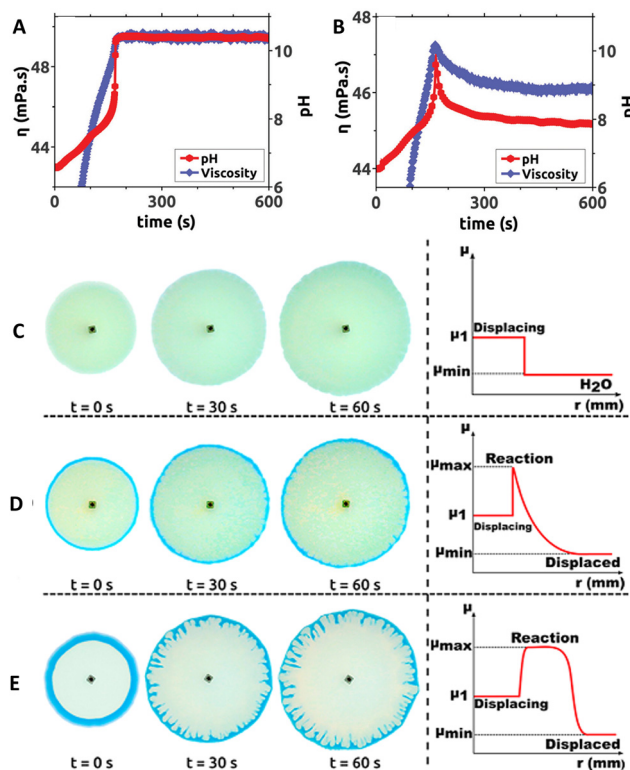 A
B
η (mPa.s)
48
44
pH
10
8
6
pH
Viscosity
0
300
600
time (s)
η (mPa.s)
48
46
44
pH
10
8
6
pH
Viscosity
0
300
600
time (s)
C
t = 0 s
t = 30 s
t = 60 s
μ
Displacing
μ1
μmin
H2O
r (mm)
D
t = 0 s
t = 30 s
t = 60 s
μ
μmax
Reaction
μ1
Displacing
μmin
Displaced
r (mm)
E
t = 0 s
t = 30 s
t = 60 s
μ
μmax
Reaction
μ1
Displacing
μmin
Displaced
r (mm)